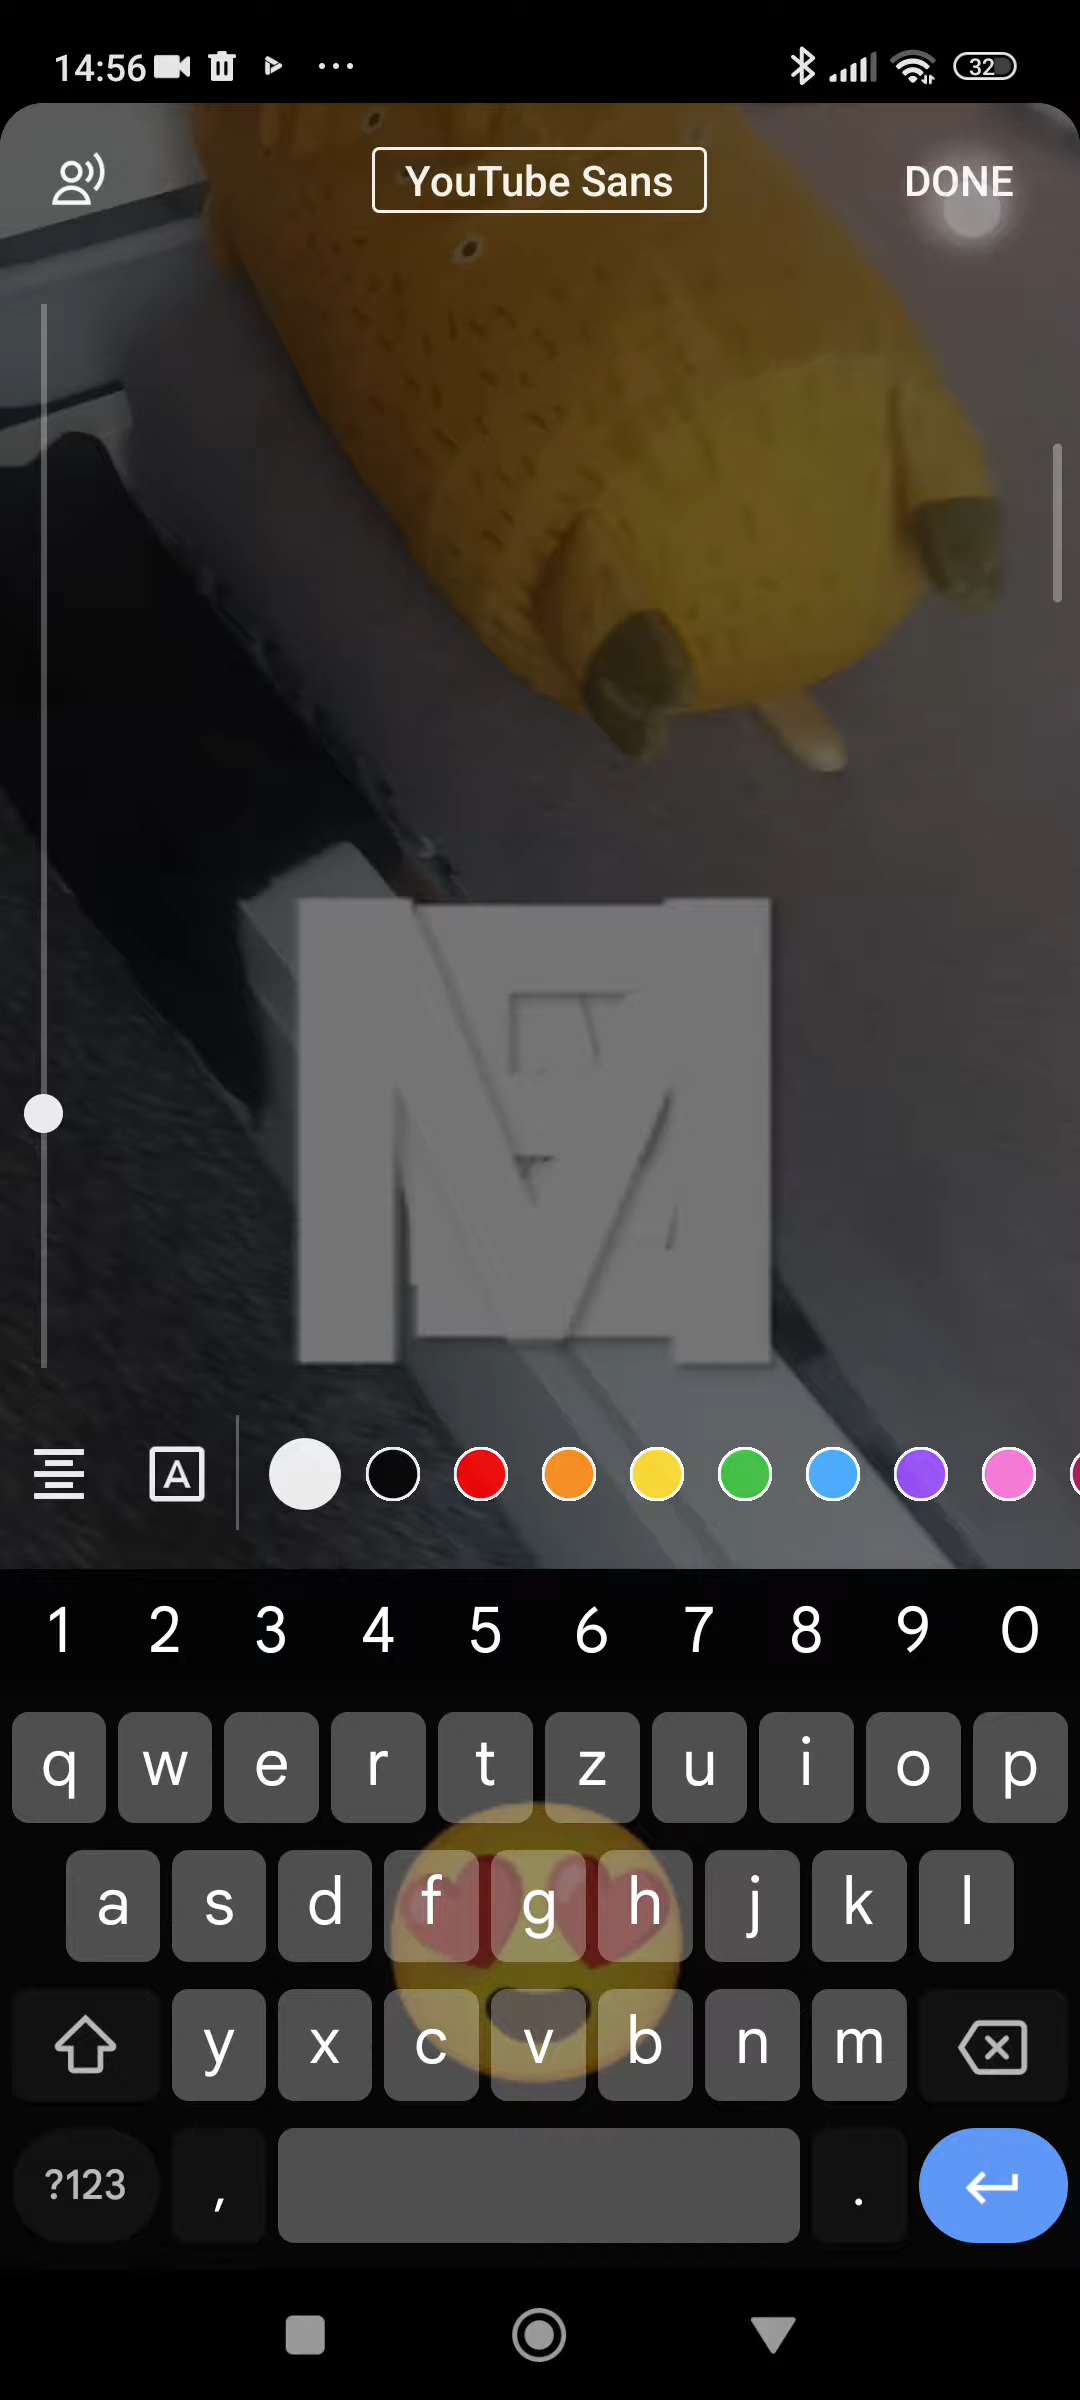 14:56
32
YouTube Sans
DONE
A
1 2 3 4 5 6 7 8 9 0
q w e r t z u i o p
a s d f g h j k l
y x c v b n m
?123 , .